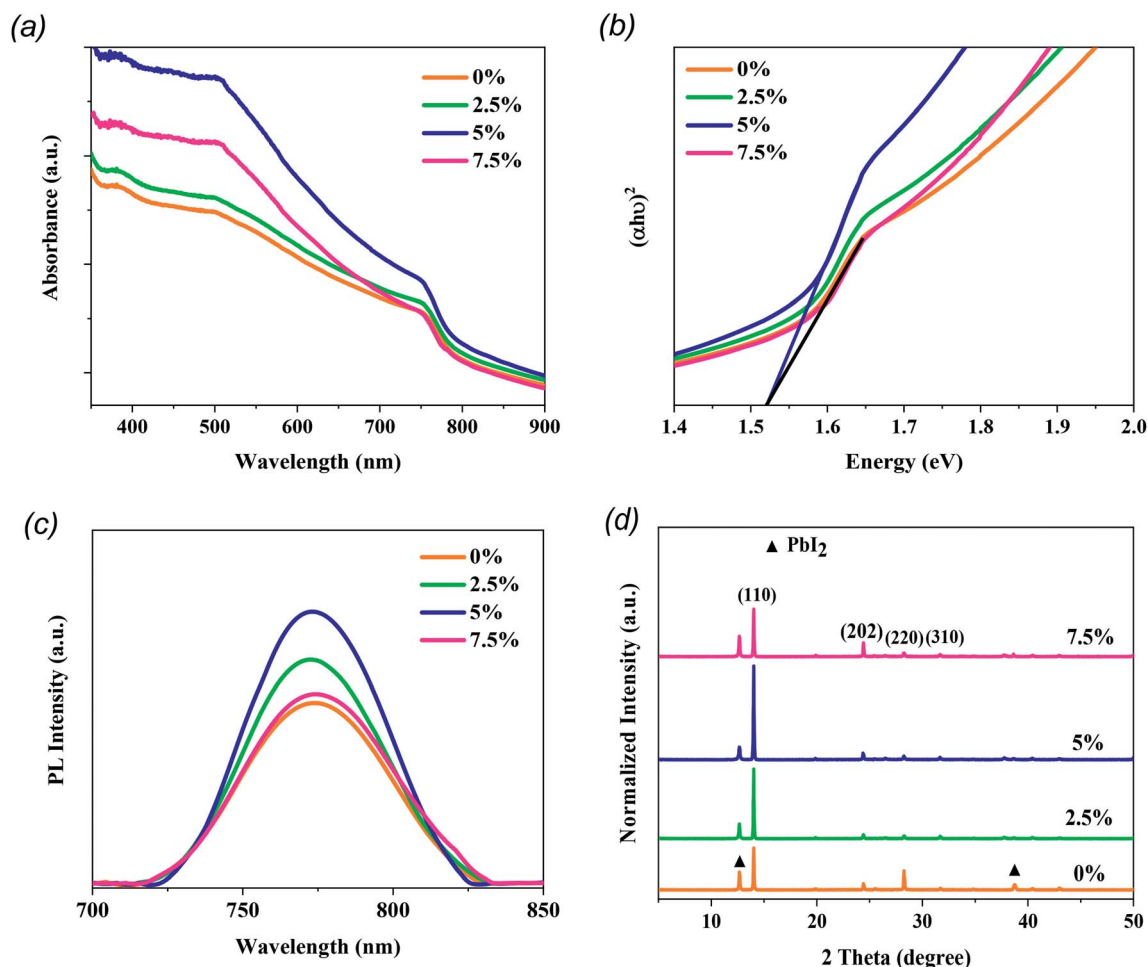 (a)
0%
2.5%
5%
7.5%
Absorbance (a.u.)
400 500 600 700 800 900
Wavelength (nm)
(b)
0%
2.5%
5%
7.5%
(αhυ)²
1.4 1.5 1.6 1.7 1.8 1.9 2.0
Energy (eV)
(c)
0%
2.5%
5%
7.5%
PL Intensity (a.u.)
700 750 800 850
Wavelength (nm)
(d)
▲ PbI₂
(110)
(202) (220) (310)
7.5%
5%
2.5%
0%
Normalized Intensity (a.u.)
10 20 30 40 50
2 Theta (degree)